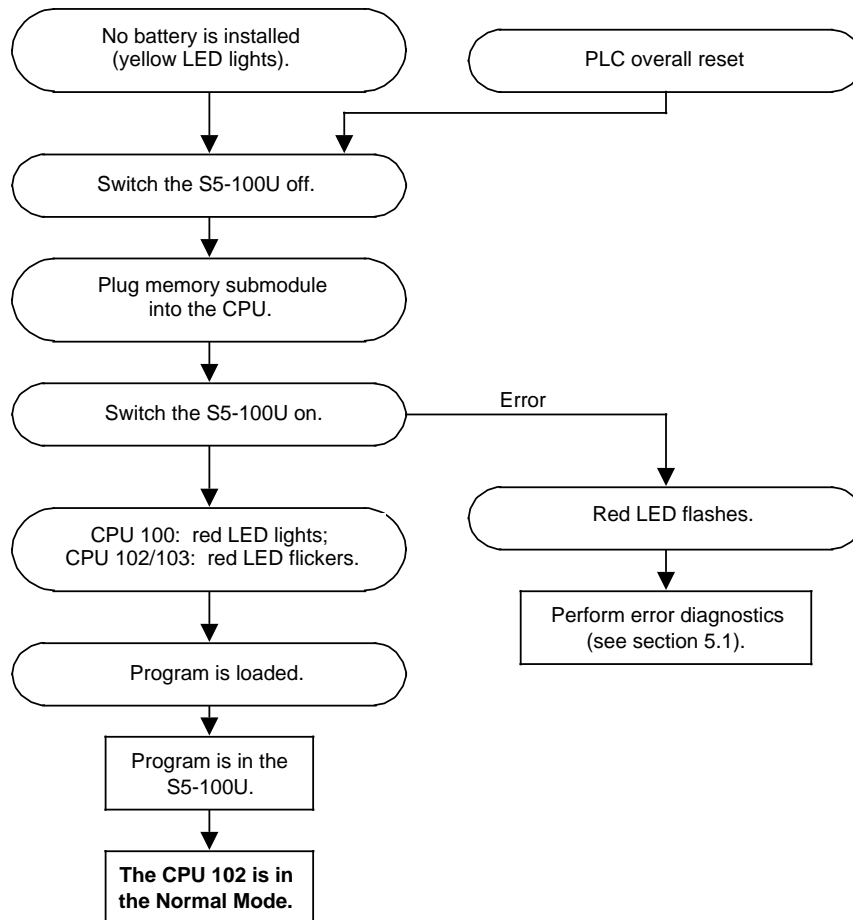 No battery is installed
(yellow LED lights).
PLC overall reset
Switch the S5-100U off.
Plug memory submodule
into the CPU.
Switch the S5-100U on.
Error
CPU 100: red LED lights;
CPU 102/103: red LED flickers.
Red LED flashes.
Perform error diagnostics
(see section 5.1).
Program is loaded.
Program is in the
S5-100U.
The CPU 102 is in
the Normal Mode.